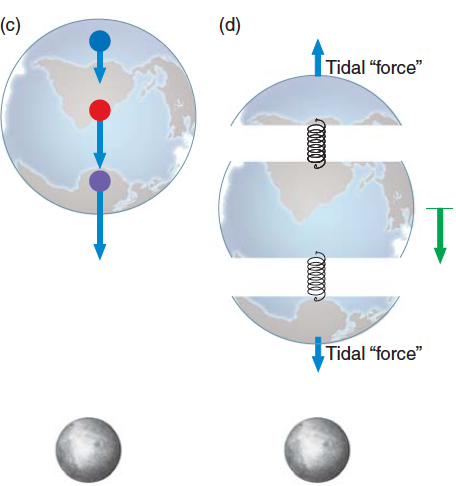 (c)
(d)
Tidal “force”
Tidal “force”